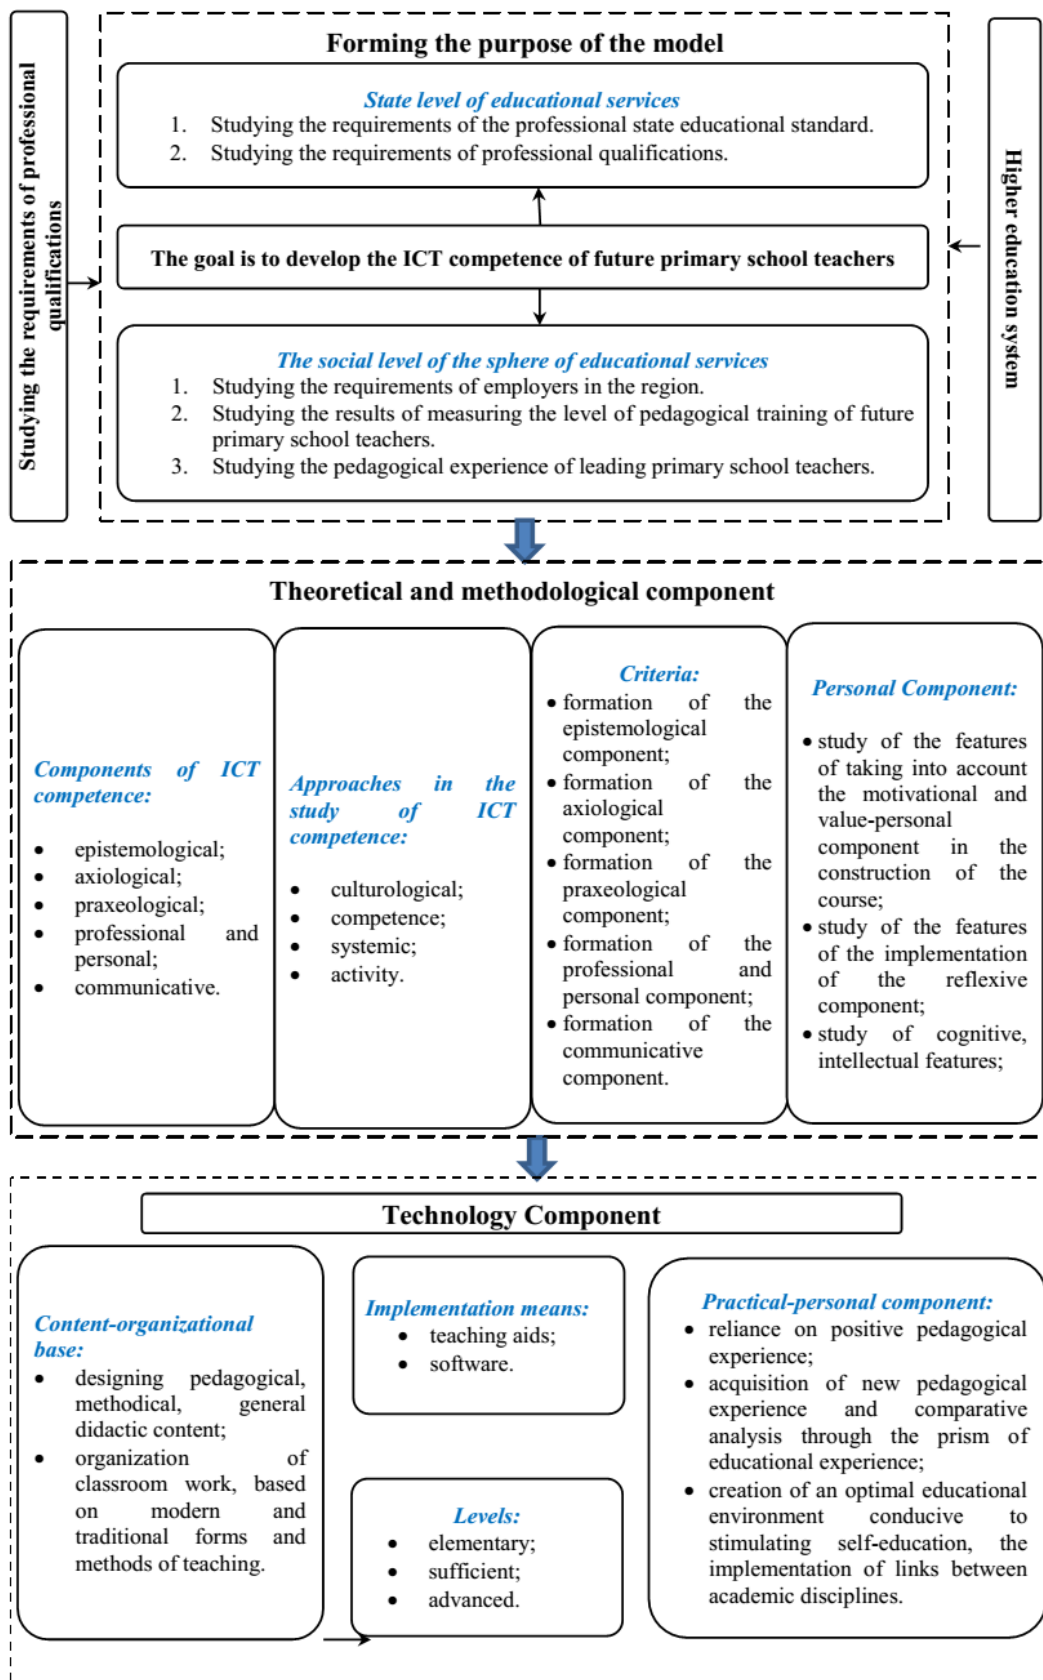 Studying the requirements of professional
qualifications
Forming the purpose of the model
State level of educational services
1. Studying the requirements of the professional state educational standard.
2. Studying the requirements of professional qualifications.
The goal is to develop the ICT competence of future primary school teachers
The social level of the sphere of educational services
1. Studying the requirements of employers in the region.
2. Studying the results of measuring the level of pedagogical training of future
primary school teachers.
3. Studying the pedagogical experience of leading primary school teachers.
Higher education system
Theoretical and methodological component
Components of ICT
competence:
• epistemological;
• axiological;
• praxeological;
• professional and
personal;
• communicative.
Approaches in the
study of ICT
competence:
• culturological;
• competence;
• systemic;
• activity.
Criteria:
• formation of the
epistemological
component;
• formation of the
axiological
component;
• formation of the
praxeological
component;
• formation of the
professional and
personal component;
• formation of the
communicative
component.
Personal Component:
• study of the features
of taking into account
the motivational and
value-personal
component in the
construction of the
course;
• study of the features
of the implementation
of the reflexive
component;
• study of cognitive,
intellectual features;
Technology Component
Content-organizational
base:
• designing pedagogical,
methodical, general
didactic content;
• organization of
classroom work, based
on modern and
traditional forms and
methods of teaching.
Implementation means:
• teaching aids;
• software.
Levels:
• elementary;
• sufficient;
• advanced.
Practical-personal component:
• reliance on positive pedagogical
experience;
• acquisition of new pedagogical
experience and comparative
analysis through the prism of
educational experience;
• creation of an optimal educational
environment conducive to
stimulating self-education, the
implementation of links between
academic disciplines.